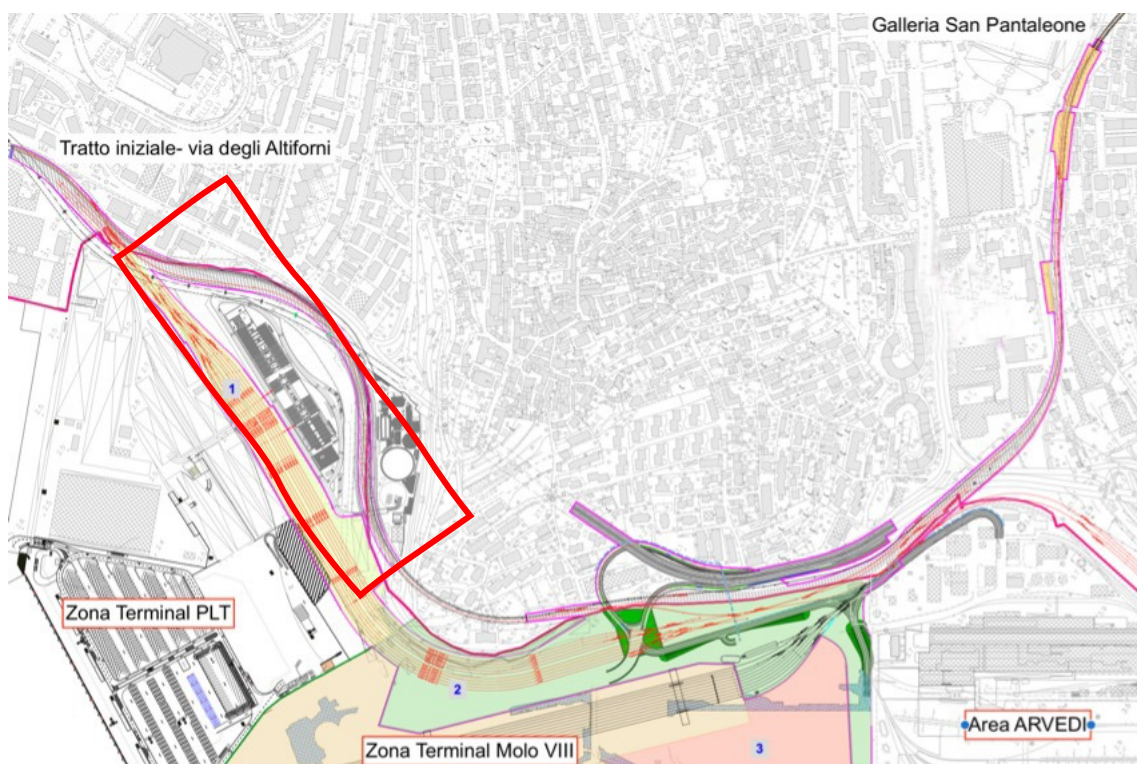 Galleria San Pantaleone
Tratto iniziale- via degli Altiforni
1
Zona Terminal PLT
2
Zona Terminal Molo VIII
3
Area ARVEDI